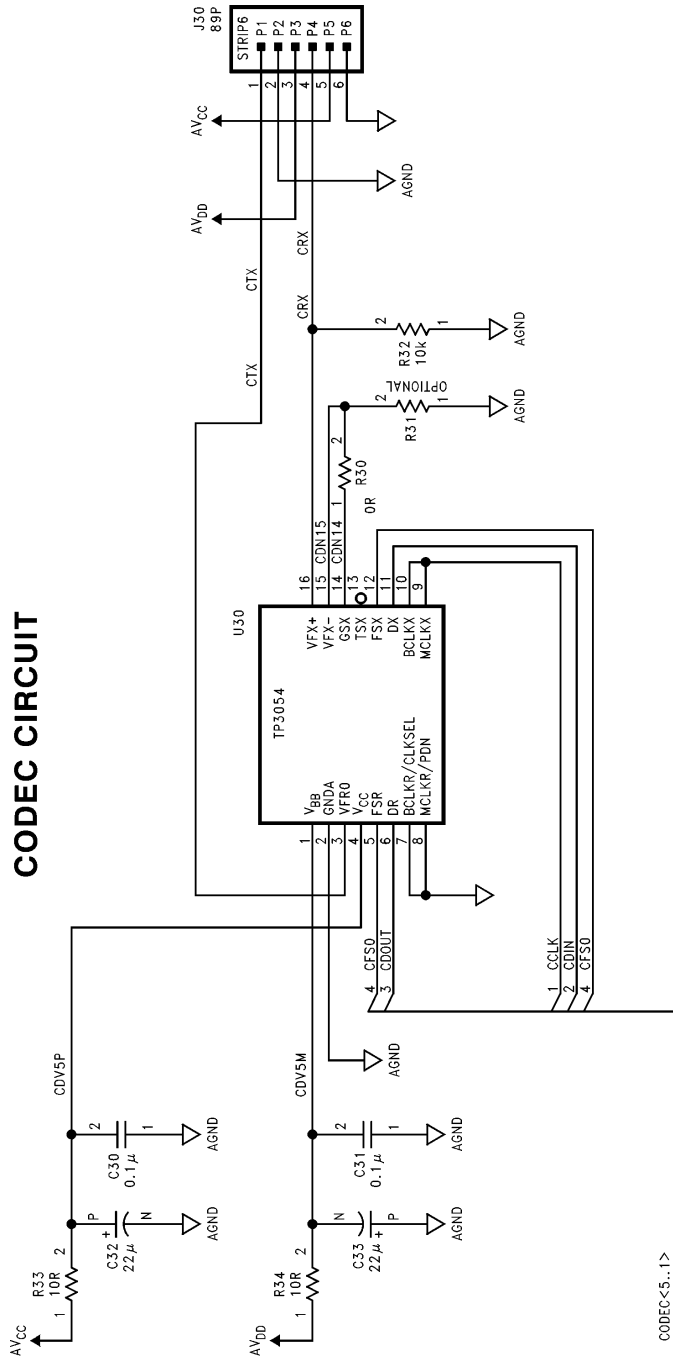 CODEC CIRCUIT
AVCC
R33
10R
1
2
C32
22μ
+
P
N
AGND
C30
0.1μ
2
1
AGND
CDV5P
AVDD
R34
10R
1
2
C33
22μ
+
N
P
AGND
C31
0.1μ
2
1
AGND
CDV5M
AGND
U30
TP3054
1 VBB
2 GNDA
3 VFRO
4 VCC
5 FSR
6 DR
7 BCLKR/CLKSEL
8 MCLKR/PDN
VFX+ 16
VFX- 15
GSX 14
TSX 13
FSX 12
DX 11
BCLKX 10
MCLKX 9
4 CFS0
3 CDOUT
1 CCLK
2 CDIN
4 CFS0
CDN15
CDN14
1
2
R30
0R
OPTIONAL
R31
2
1
AGND
R32
10k
2
1
AGND
CTX
CTX
CRX
CRX
AVDD
AGND
AVCC
J30
89P
STRIP6
1 P1
2 P2
3 P3
4 P4
5 P5
6 P6
CODEC<5..1>